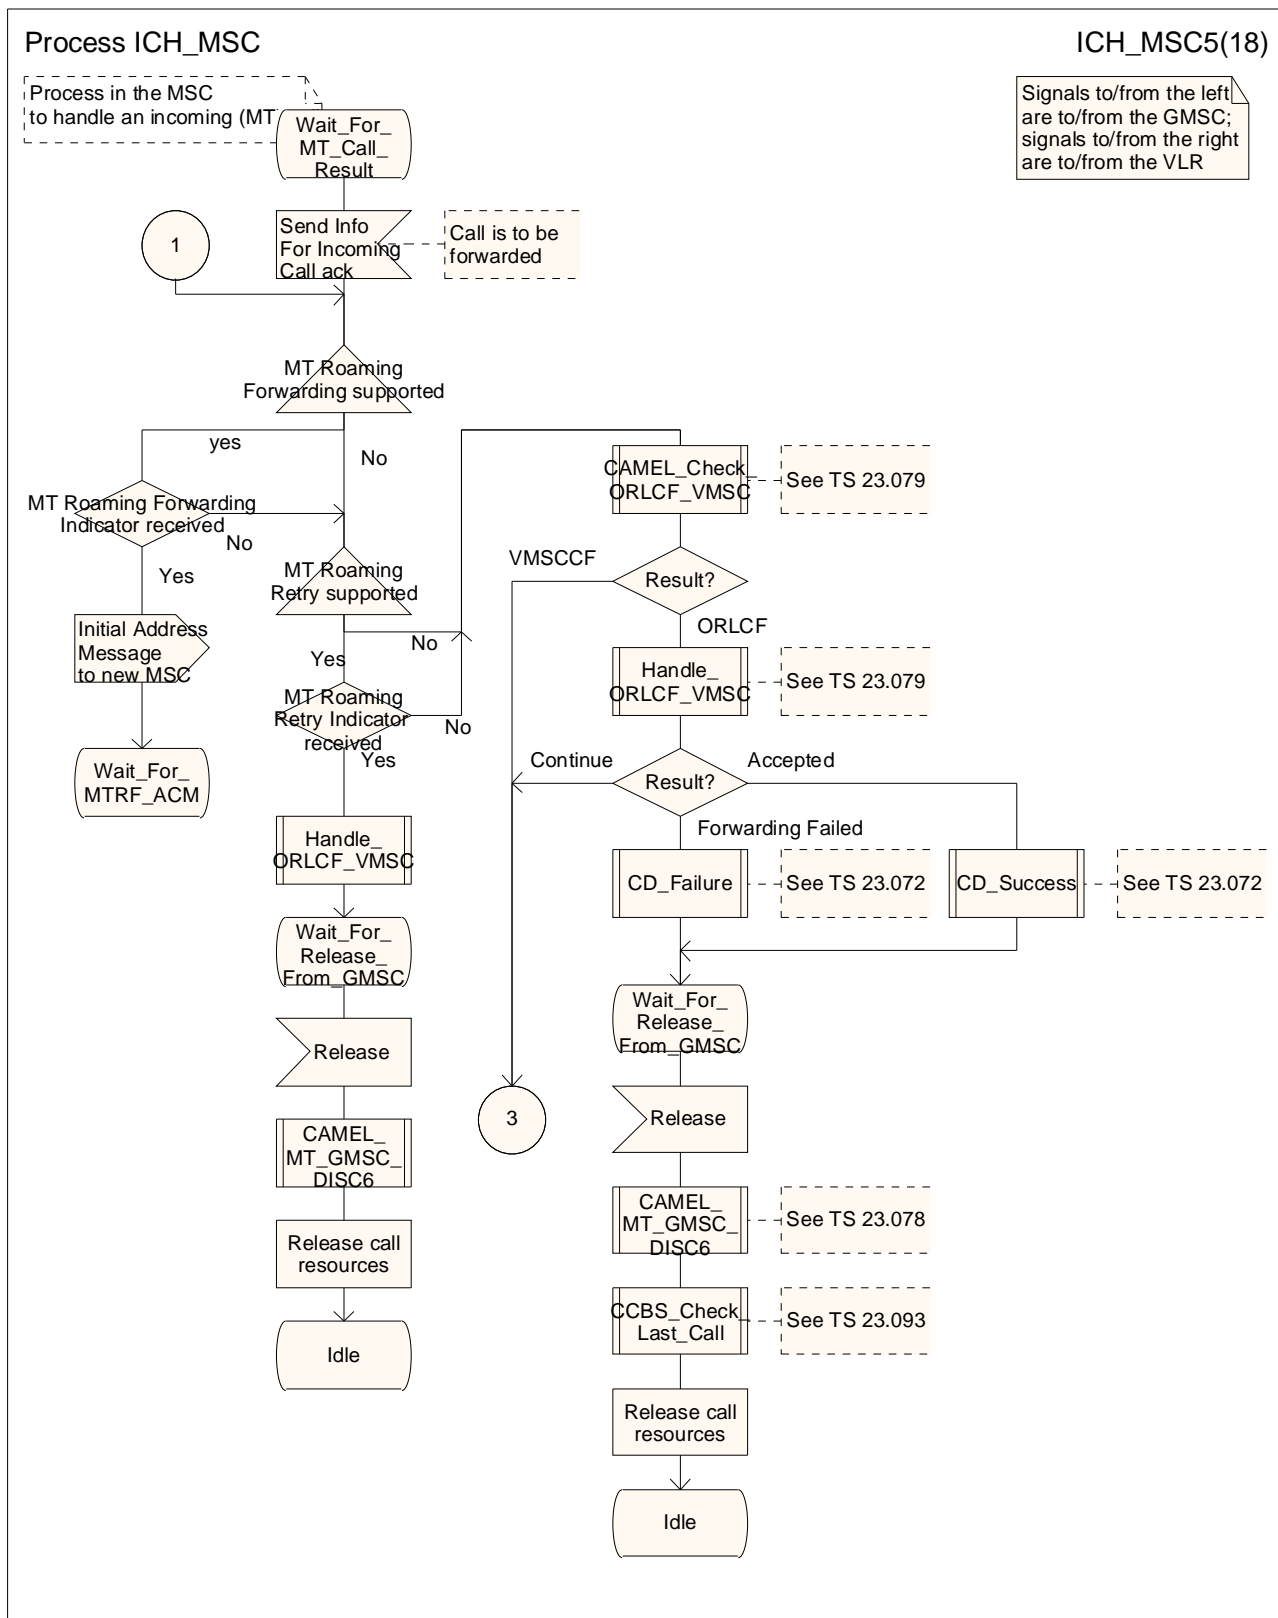 Process ICH_MSC
ICH_MSC5(18)
Process in the MSC
to handle an incoming (MT
Signals to/from the left
are to/from the GMSC;
signals to/from the right
are to/from the VLR
Wait_For_
MT_Call_
Result
1
Send Info
For Incoming
Call ack
Call is to be
forwarded
MT Roaming
Forwarding supported
yes
No
MT Roaming Forwarding
Indicator received
No
Yes
Initial Address
Message
to new MSC
Wait_For_
MTRF_ACM
MT Roaming
Retry supported
No
Yes
MT Roaming
Retry Indicator
received
No
Yes
Handle_
ORLCF_VMSC
Wait_For_
Release_
From_GMSC
Release
CAMEL_
MT_GMSC_
DISC6
Release call
resources
Idle
CAMEL_Check_
ORLCF_VMSC
See TS 23.079
VMSCCF
Result?
ORLCF
Handle_
ORLCF_VMSC
See TS 23.079
Continue
Result?
Accepted
Forwarding Failed
CD_Failure
See TS 23.072
CD_Success
See TS 23.072
Wait_For_
Release_
From_GMSC
3
Release
CAMEL_
MT_GMSC_
DISC6
See TS 23.078
CCBS_Check_
Last_Call
See TS 23.093
Release call
resources
Idle